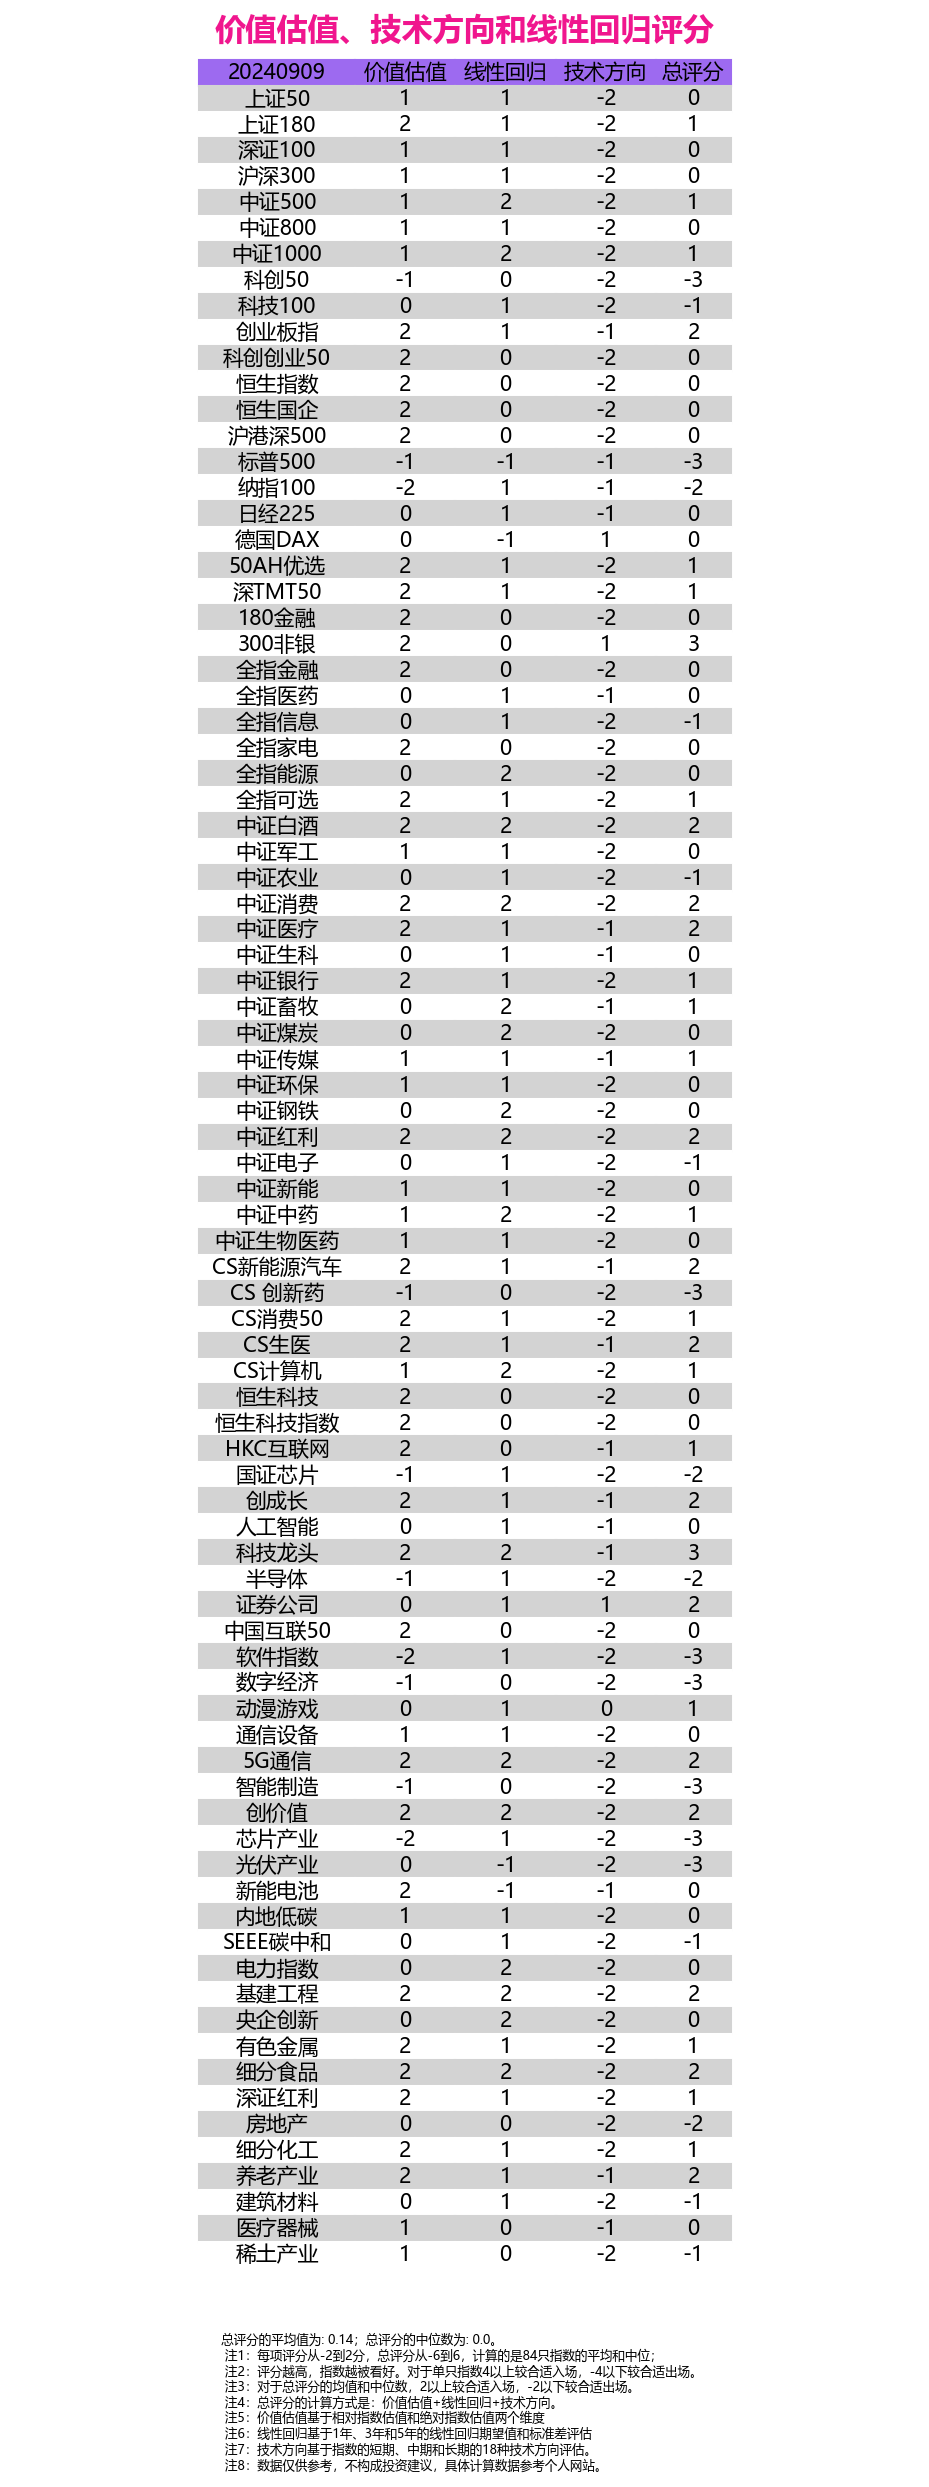 价值估值、技术方向和线性回归评分
20240909 价值估值 线性回归 技术方向 总评分
上证50 1 1 -2 0
上证180 2 1 -2 1
深证100 1 1 -2 0
沪深300 1 1 -2 0
中证500 1 2 -2 1
中证800 1 1 -2 0
中证1000 1 2 -2 1
科创50 -1 0 -2 -3
科技100 0 1 -2 -1
创业板指 2 1 -1 2
科创创业50 2 0 -2 0
恒生指数 2 0 -2 0
恒生国企 2 0 -2 0
沪港深500 2 0 -2 0
标普500 -1 -1 -1 -3
纳指100 -2 1 -1 -2
日经225 0 1 -1 0
德国DAX 0 -1 1 0
50AH优选 2 1 -2 1
深TMT50 2 1 -2 1
180金融 2 0 -2 0
300非银 2 0 1 3
全指金融 2 0 -2 0
全指医药 0 1 -1 0
全指信息 0 1 -2 -1
全指家电 2 0 -2 0
全指能源 0 2 -2 0
全指可选 2 1 -2 1
中证白酒 2 2 -2 2
中证军工 1 1 -2 0
中证农业 0 1 -2 -1
中证消费 2 2 -2 2
中证医疗 2 1 -1 2
中证生科 0 1 -1 0
中证银行 2 1 -2 1
中证畜牧 0 2 -1 1
中证煤炭 0 2 -2 0
中证传媒 1 1 -1 1
中证环保 1 1 -2 0
中证钢铁 0 2 -2 0
中证红利 2 2 -2 2
中证电子 0 1 -2 -1
中证新能 1 1 -2 0
中证中药 1 2 -2 1
中证生物医药 1 1 -2 0
CS新能源汽车 2 1 -1 2
CS 创新药 -1 0 -2 -3
CS消费50 2 1 -2 1
CS生医 2 1 -1 2
CS计算机 1 2 -2 1
恒生科技 2 0 -2 0
恒生科技指数 2 0 -2 0
HKC互联网 2 0 -1 1
国证芯片 -1 1 -2 -2
创成长 2 1 -1 2
人工智能 0 1 -1 0
科技龙头 2 2 -1 3
半导体 -1 1 -2 -2
证券公司 0 1 1 2
中国互联50 2 0 -2 0
软件指数 -2 1 -2 -3
数字经济 -1 0 -2 -3
动漫游戏 0 1 0 1
通信设备 1 1 -2 0
5G通信 2 2 -2 2
智能制造 -1 0 -2 -3
创价值 2 2 -2 2
芯片产业 -2 1 -2 -3
光伏产业 0 -1 -2 -3
新能电池 2 -1 -1 0
内地低碳 1 1 -2 0
SEEE碳中和 0 1 -2 -1
电力指数 0 2 -2 0
基建工程 2 2 -2 2
央企创新 0 2 -2 0
有色金属 2 1 -2 1
细分食品 2 2 -2 2
深证红利 2 1 -2 1
房地产 0 0 -2 -2
细分化工 2 1 -2 1
养老产业 2 1 -1 2
建筑材料 0 1 -2 -1
医疗器械 1 0 -1 0
稀土产业 1 0 -2 -1
总评分的平均值为: 0.14；总评分的中位数为: 0.0。
注1：每项评分从-2到2分，总评分从-6到6，计算的是84只指数的平均和中位；
注2：评分越高，指数越被看好。对于单只指数4以上较合适入场，-4以下较合适出场。
注3：对于总评分的均值和中位数，2以上较合适入场，-2以下较合适出场。
注4：总评分的计算方式是：价值估值+线性回归+技术方向。
注5：价值估值基于相对指数估值和绝对指数估值两个维度
注6：线性回归基于1年、3年和5年的线性回归期望值和标准差评估
注7：技术方向基于指数的短期、中期和长期的18种技术方向评估。
注8：数据仅供参考，不构成投资建议，具体计算数据参考个人网站。